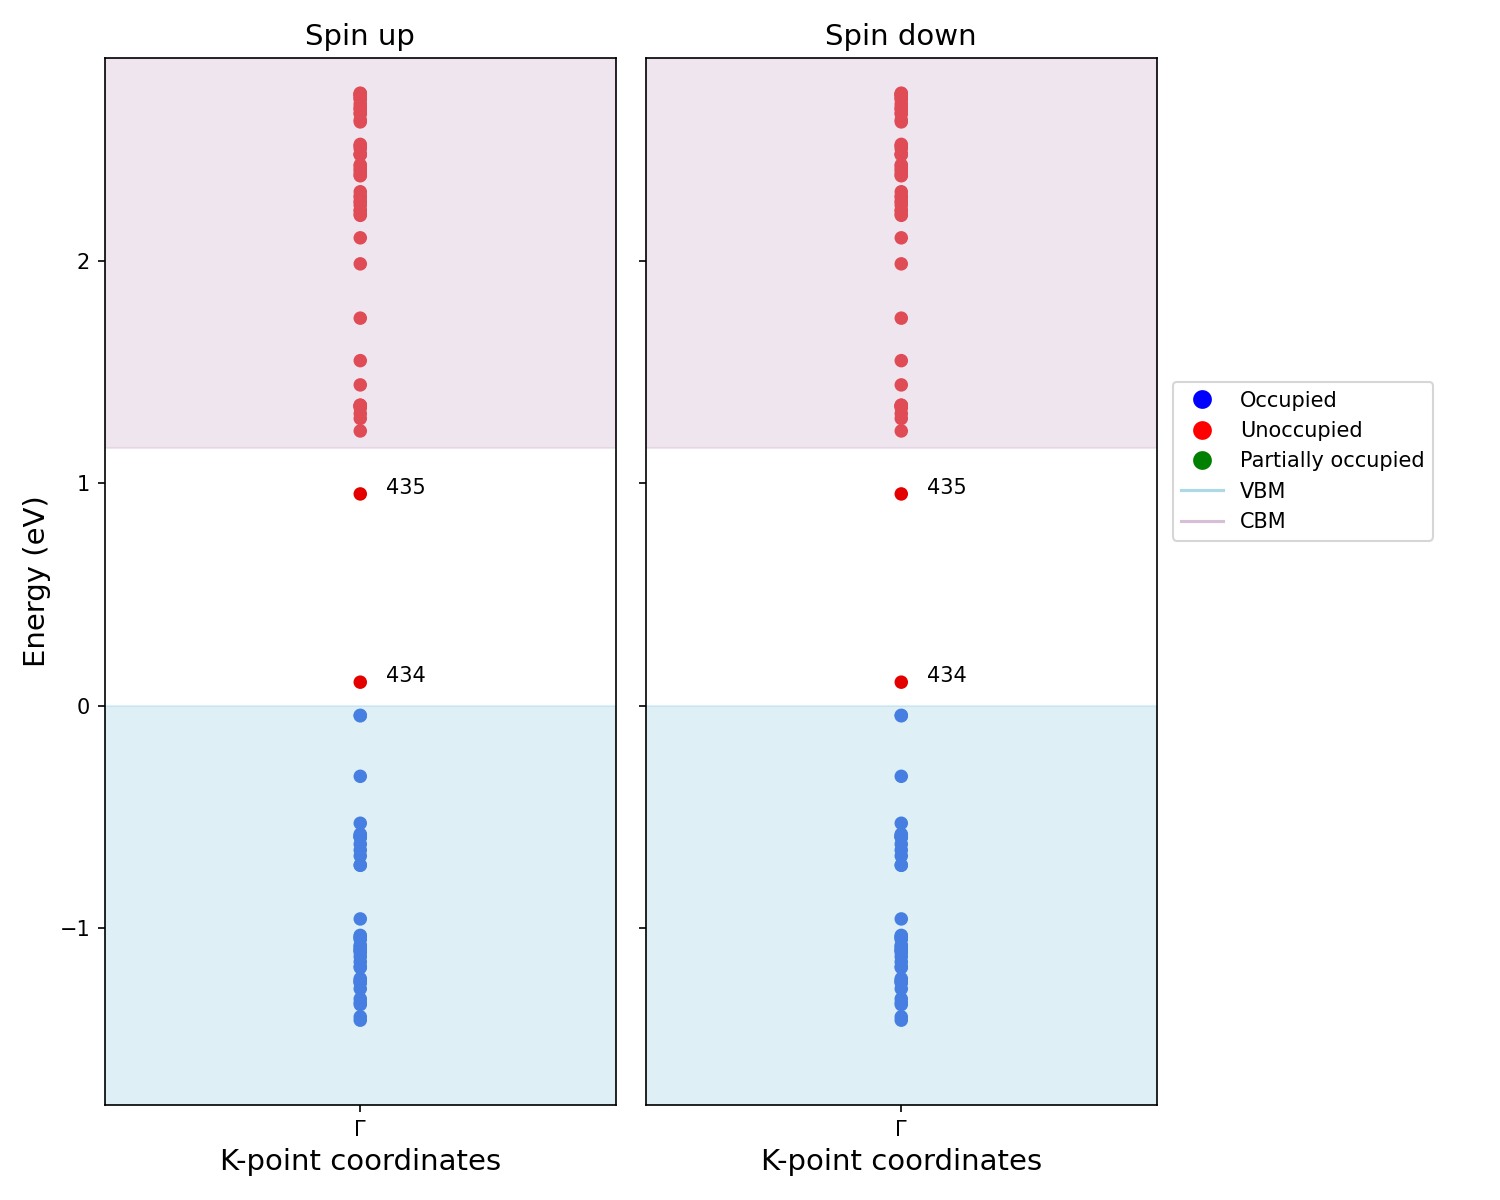 Spin up
Spin down
Energy (eV)
2
1
0
−1
435
434
435
434
Γ
Γ
K-point coordinates
K-point coordinates
Occupied
Unoccupied
Partially occupied
VBM
CBM